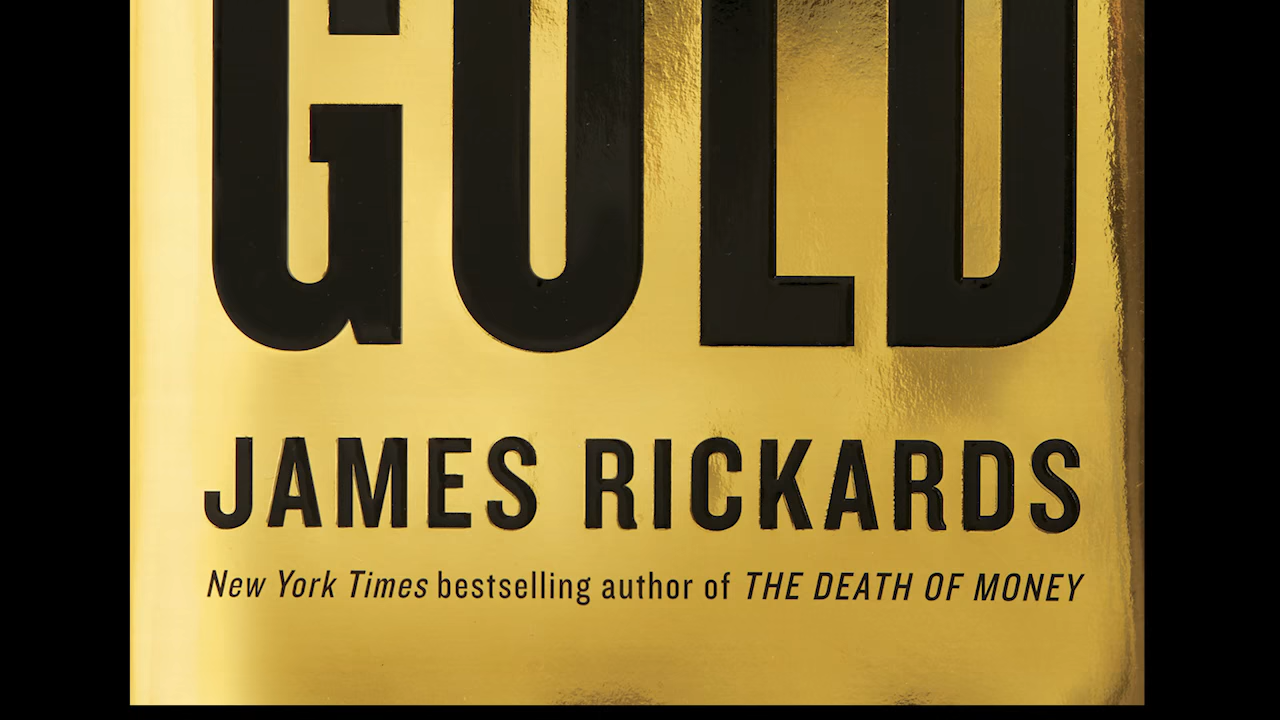 GOLD
JAMES RICKARDS
New York Times bestselling author of THE DEATH OF MONEY